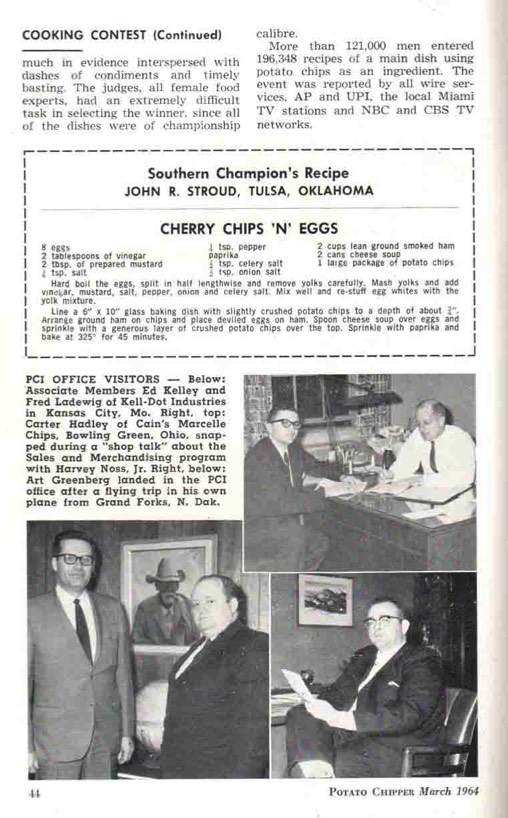 COOKING CONTEST (Continued)
much in evidence interspersed with
dashes of condiments and timely
basting. The judges, all female food
experts, had an extremely difficult
task in selecting the winner, since all
of the dishes were of championship
calibre.
More than 121,000 men entered
196,348 recipes of a main dish using
potato chips as an ingredient. The
event was reported by all wire ser-
vices, AP and UPI, the local Miami
TV stations and NBC and CBS TV
networks.
Southern Champion's Recipe
JOHN R. STROUD, TULSA, OKLAHOMA
CHERRY CHIPS 'N' EGGS
8 eggs
2 tablespoons of vinegar
2 tbsp. of prepared mustard
tsp. salt
tsp. pepper
paprika
tsp. celery salt
tsp. onion salt
2 cups lean ground smoked ham
2 cans cheese soup
1 large package of potato chips
Hard boil the eggs, split in half lengthwise and remove yolks carefully. Mash yolks and add
vinegar, mustard, salt, pepper, onion and celery salt. Mix well and re-stuff egg whites with the
yolk mixture.
Line a 6" x 10" glass baking dish with slightly crushed potato chips to a depth of about
Arrange ground ham on chips and place deviled eggs on ham. Spoon cheese soup over eggs and
sprinkle with a generous layer of crushed potato chips over the top. Sprinkle with paprika and
bake at 325° for 45 minutes.
PCI OFFICE VISITORS — Below:
Associate Members Ed Kelley and
Fred Ladewig of Kell-Dot Industries
in Kansas City, Mo. Right, top:
Carter Hadley of Cain's Marcelle
Chips, Bowling Green, Ohio, snap-
ped during a "shop talk" about the
Sales and Merchandising program
with Harvey Noss, Jr. Right, below:
Art Greenberg landed in the PCI
office after a flying trip in his own
plane from Grand Forks, N. Dak.
44
POTATO CHIPPER March 1964